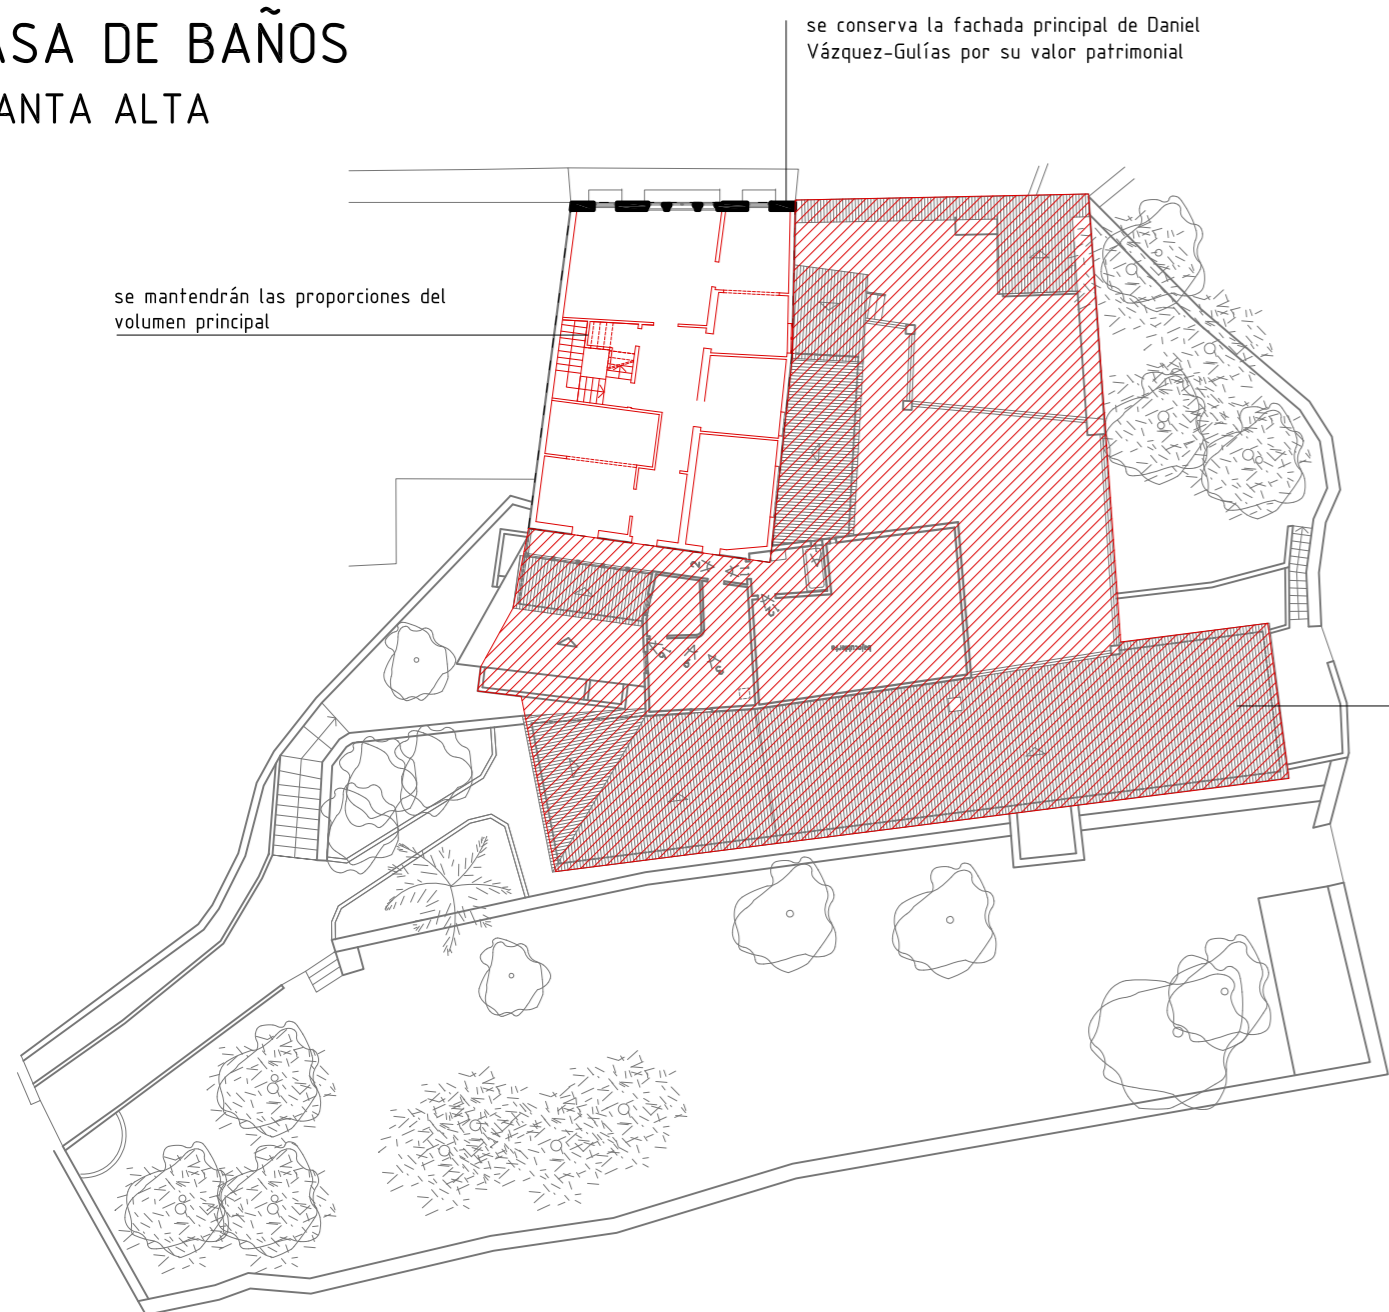 ASA DE BAÑOS
ANTA ALTA
se conserva la fachada principal de Daniel
Vázquez-Gulías por su valor patrimonial
se mantendrán las proporciones del
volumen principal